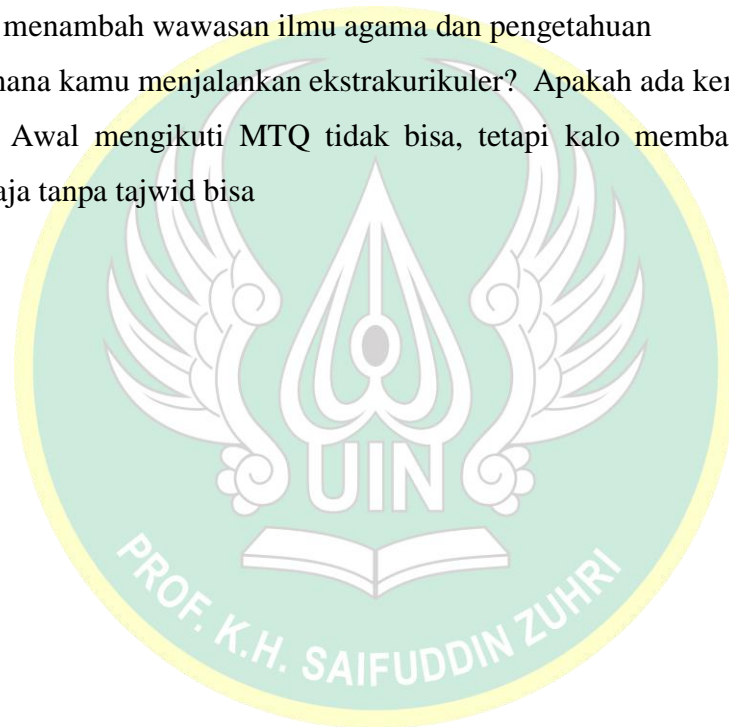 menambah wawasan ilmu agama dan pengetahuan
kamu menjalankan ekstrakurikuler? Apakah ada
Awal mengikuti MTQ tidak bisa, tetapi kalo
tanpa tajwid bisa
UIN
PROF. K.H. SAIFUDDIN ZUHRI